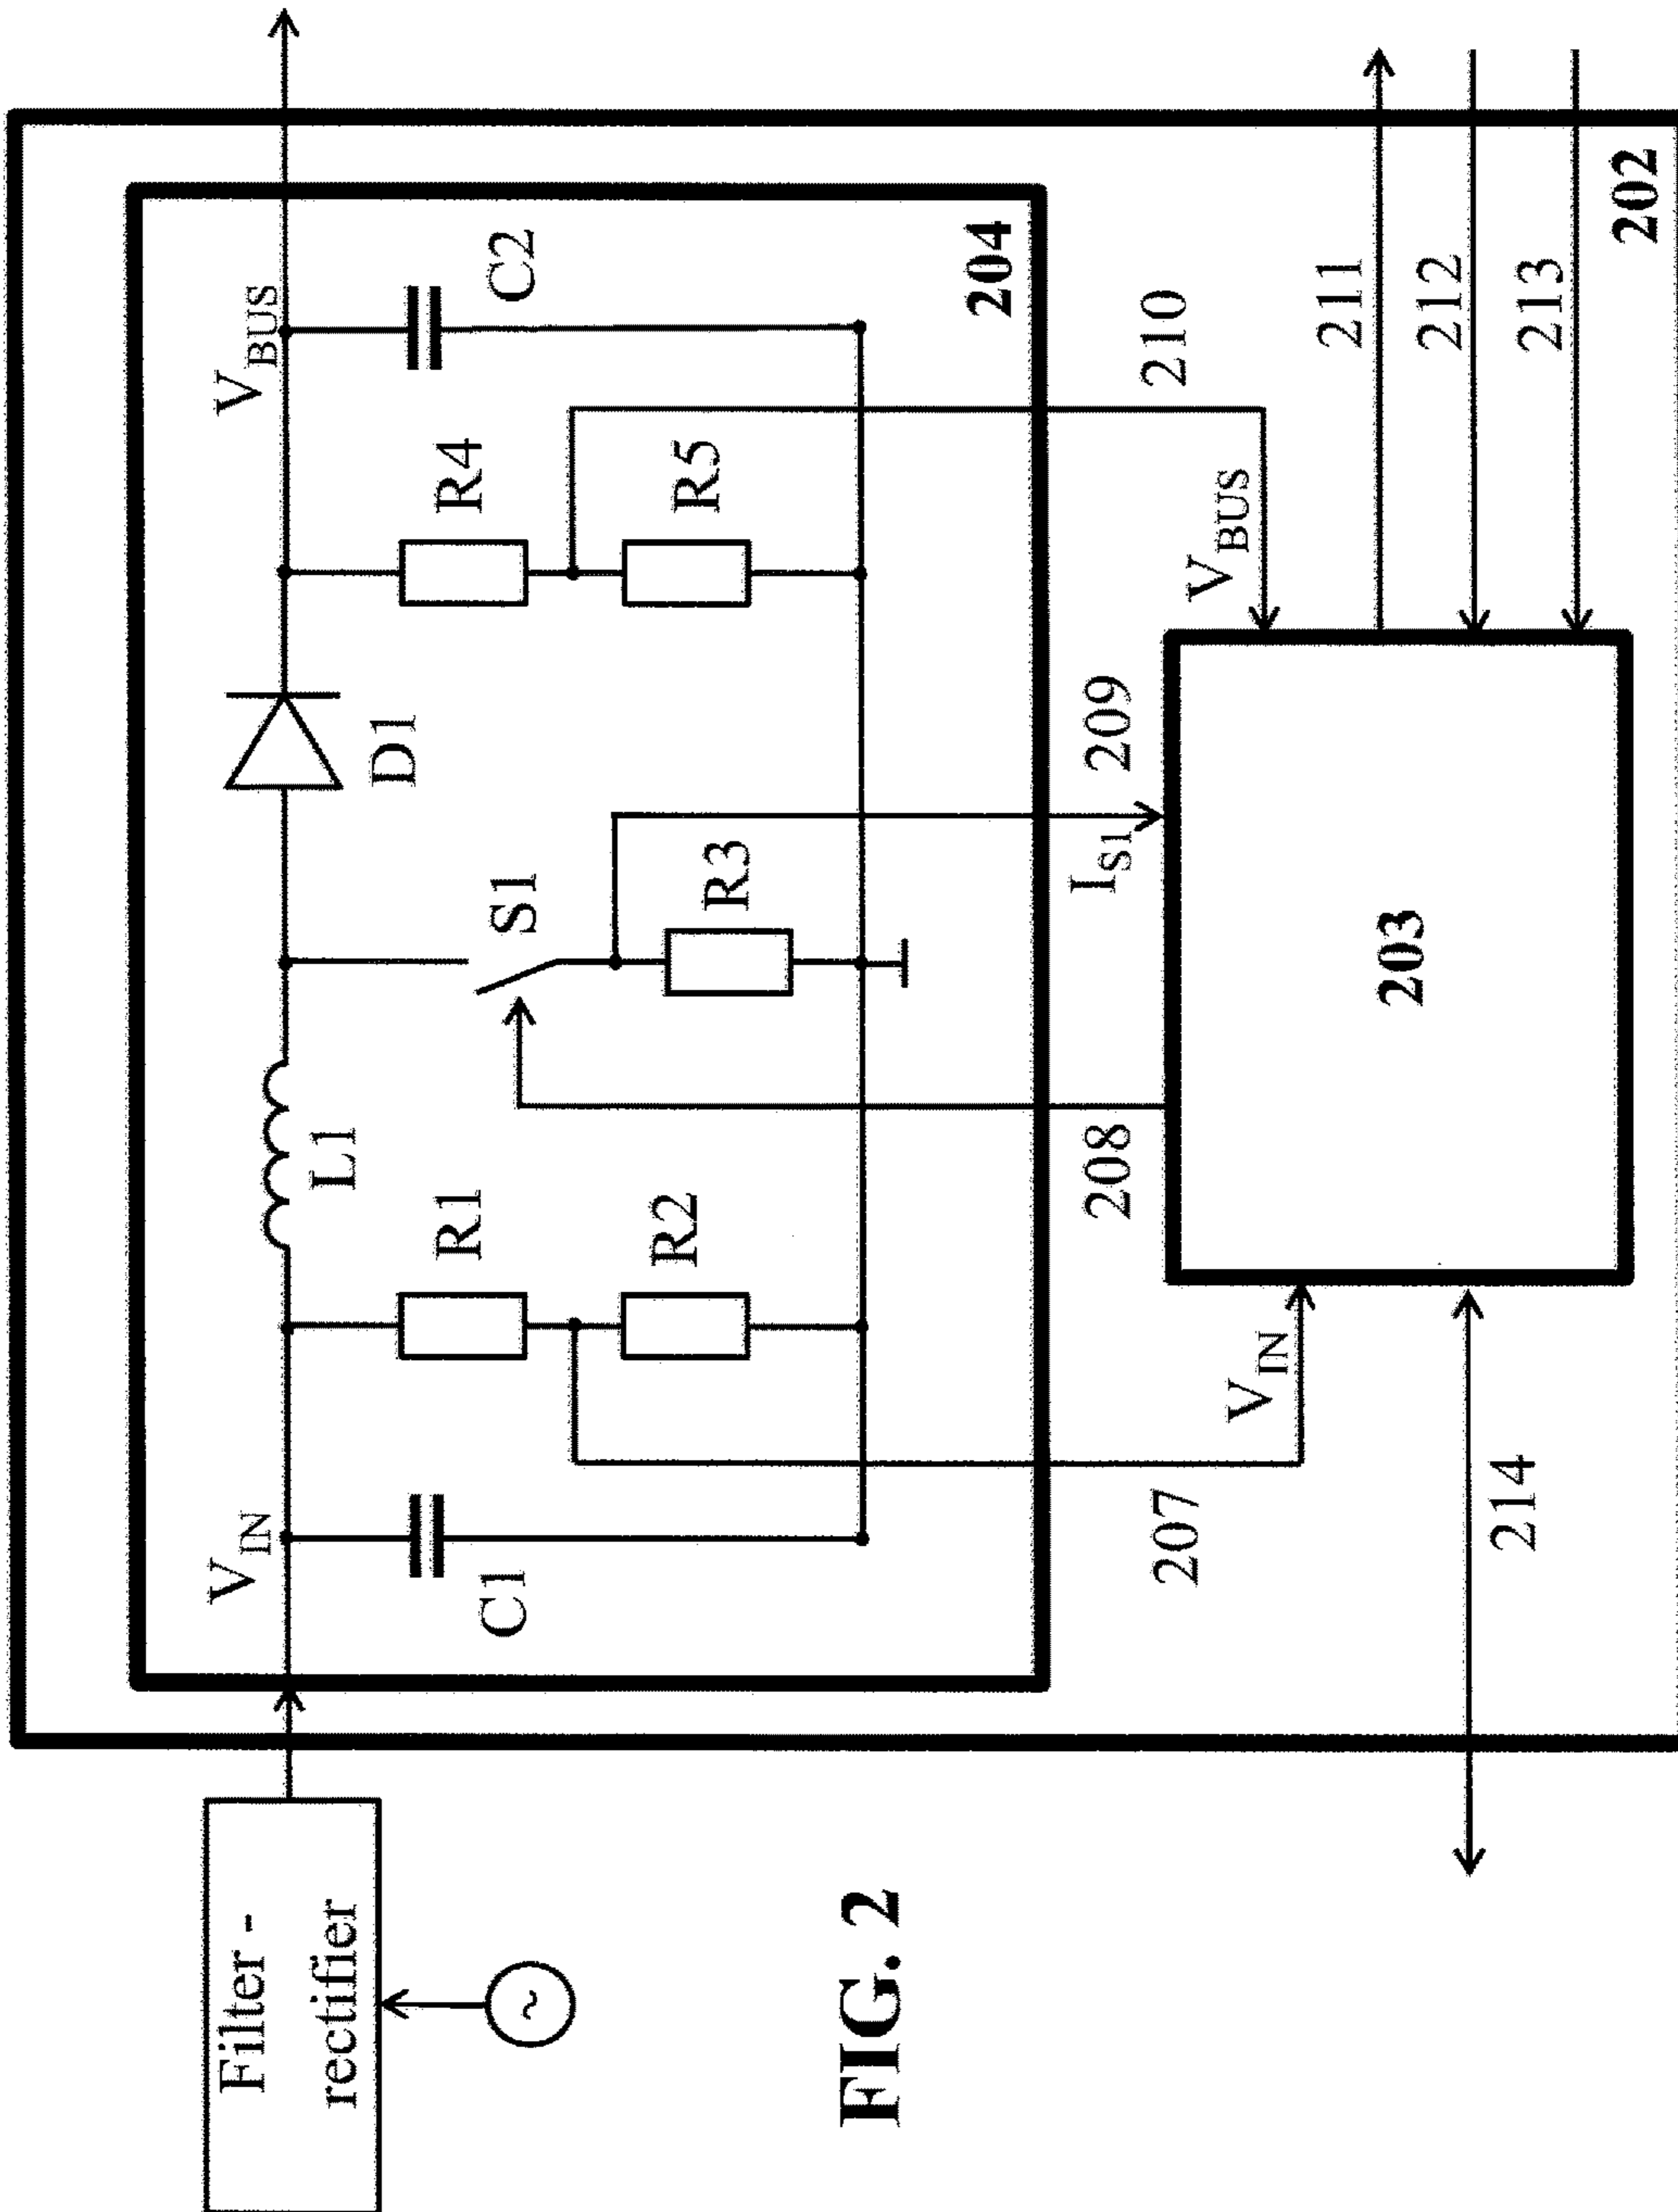 Filter -
rectifier
~
V_IN
C1
R1
R2
L1
S1
R3
D1
R4
R5
V_BUS
C2
204
207
V_IN
208
I_S1
209
V_BUS
210
203
214
211
212
213
202
FIG. 2